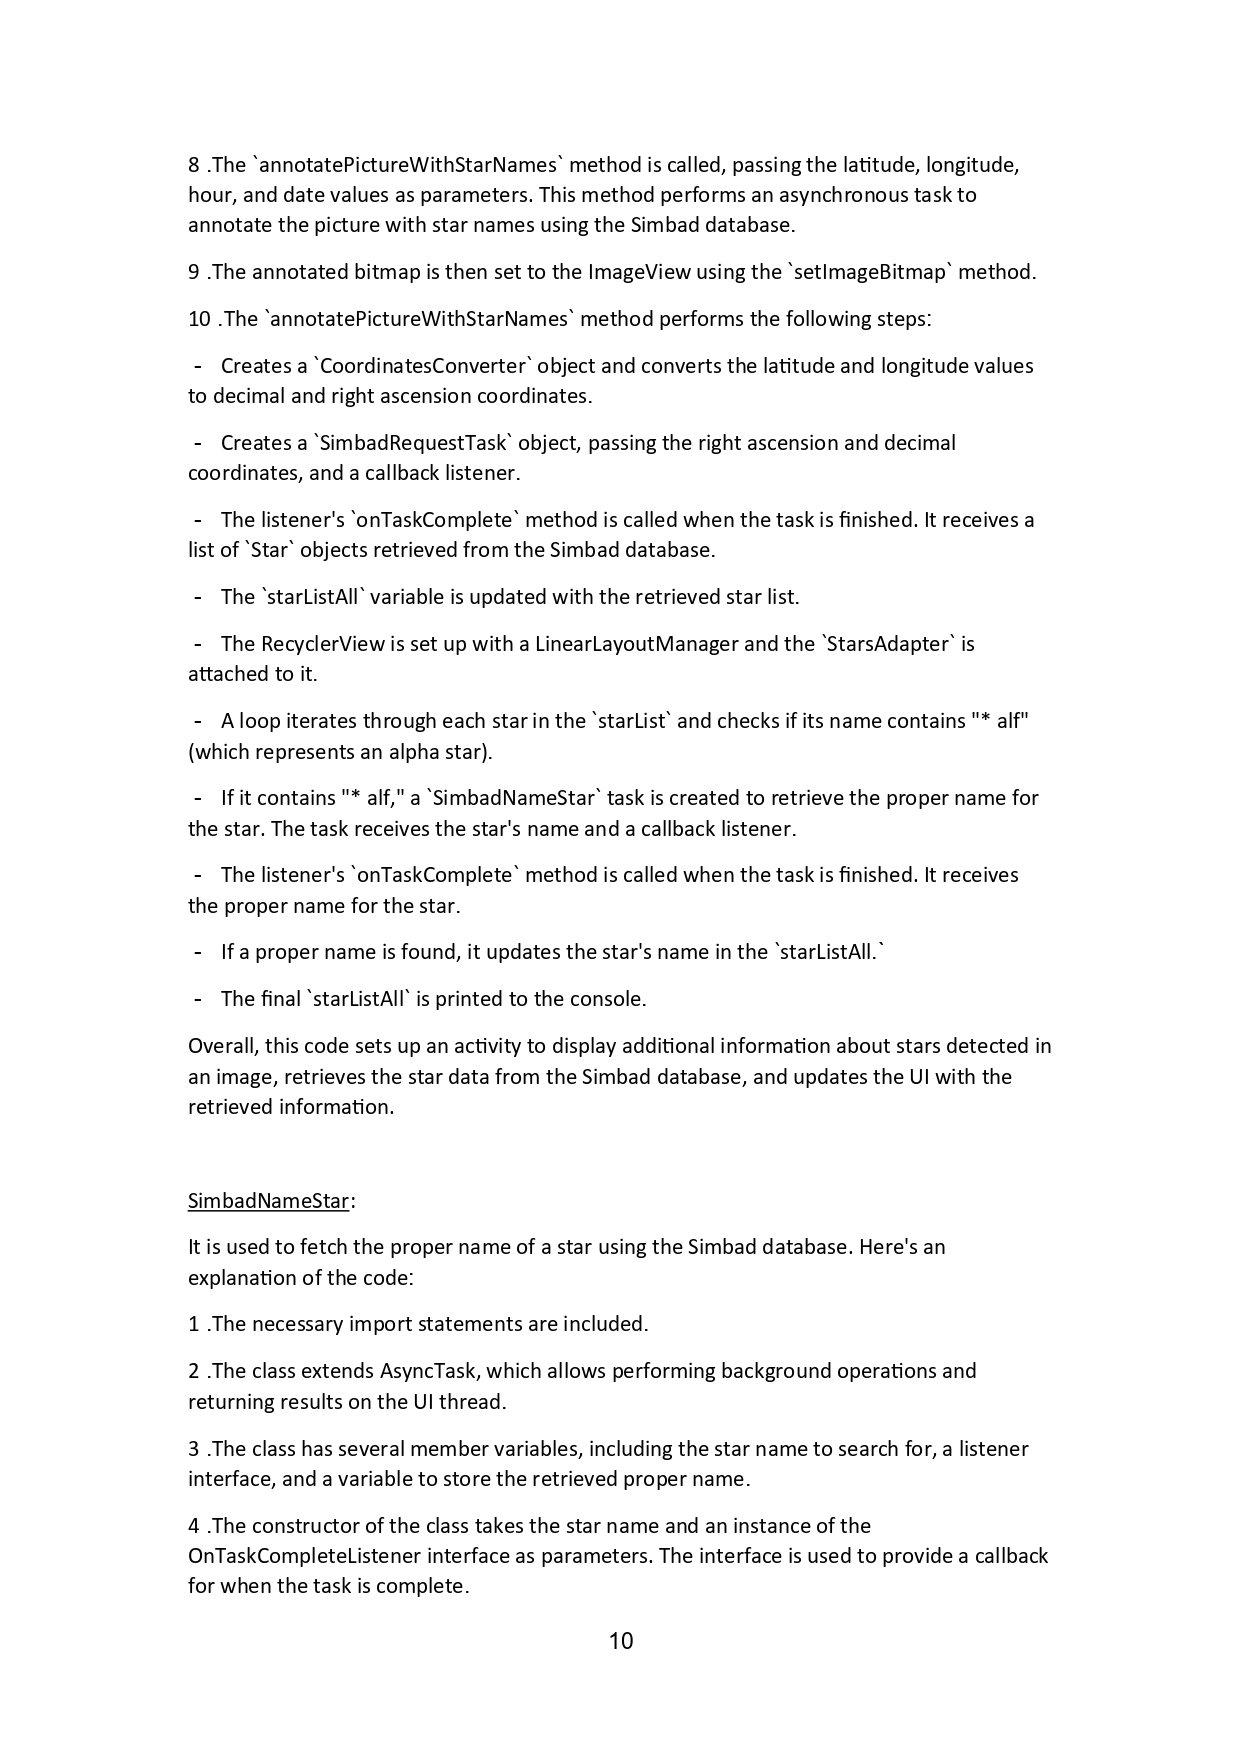 8 .The `annotatePictureWithStarNames` method is called, passing the latitude, longitude,
hour, and date values as parameters. This method performs an asynchronous task to
annotate the picture with star names using the Simbad database.
9 .The annotated bitmap is then set to the ImageView using the `setImageBitmap` method.
10 .The `annotatePictureWithStarNames` method performs the following steps:
- Creates a `CoordinatesConverter` object and converts the latitude and longitude values
to decimal and right ascension coordinates.
- Creates a `SimbadRequestTask` object, passing the right ascension and decimal
coordinates, and a callback listener.
- The listener's `onTaskComplete` method is called when the task is finished. It receives a
list of `Star` objects retrieved from the Simbad database.
- The `starListAll` variable is updated with the retrieved star list.
- The RecyclerView is set up with a LinearLayoutManager and the `StarsAdapter` is
attached to it.
- A loop iterates through each star in the `starList` and checks if its name contains "* alf"
(which represents an alpha star).
- If it contains "* alf," a `SimbadNameStar` task is created to retrieve the proper name for
the star. The task receives the star's name and a callback listener.
- The listener's `onTaskComplete` method is called when the task is finished. It receives
the proper name for the star.
- If a proper name is found, it updates the star's name in the `starListAll.`
- The final `starListAll` is printed to the console.
Overall, this code sets up an activity to display additional information about stars detected in
an image, retrieves the star data from the Simbad database, and updates the UI with the
retrieved information.
SimbadNameStar:
It is used to fetch the proper name of a star using the Simbad database. Here's an
explanation of the code:
1 .The necessary import statements are included.
2 .The class extends AsyncTask, which allows performing background operations and
returning results on the UI thread.
3 .The class has several member variables, including the star name to search for, a listener
interface, and a variable to store the retrieved proper name.
4 .The constructor of the class takes the star name and an instance of the
OnTaskCompleteListener interface as parameters. The interface is used to provide a callback
for when the task is complete.
10